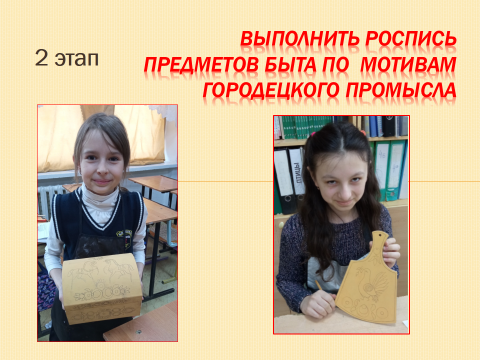 2 этап
ВЫПОЛНИТЬ РОСПИСЬ
ПРЕДМЕТОВ БЫТА ПО МОТИВАМ
ГОРОДЕЦКОГО ПРОМЫСЛА